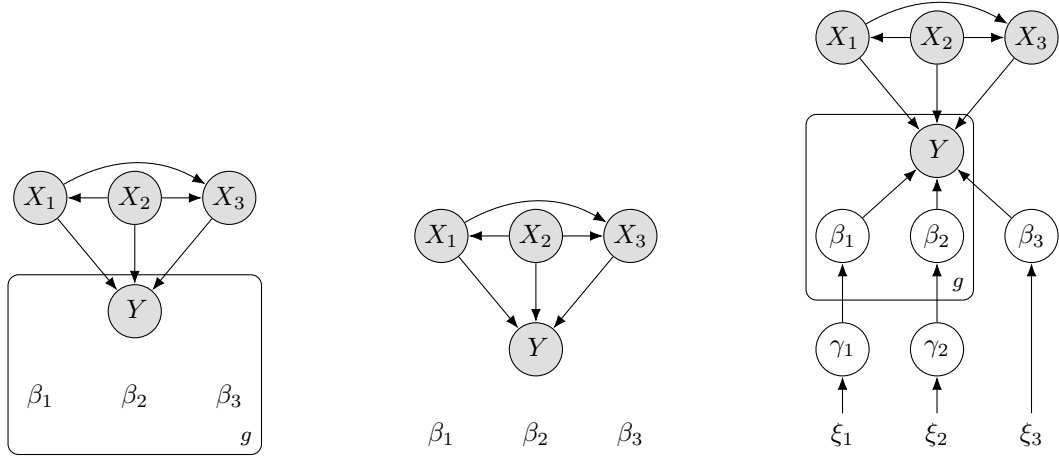 X₁ X₂ X₃
Y
β₁ β₂ β₃
g
X₁ X₂ X₃
Y
β₁ β₂ β₃
X₁ X₂ X₃
Y
β₁ β₂ β₃
g
γ₁ γ₂
ξ₁ ξ₂ ξ₃